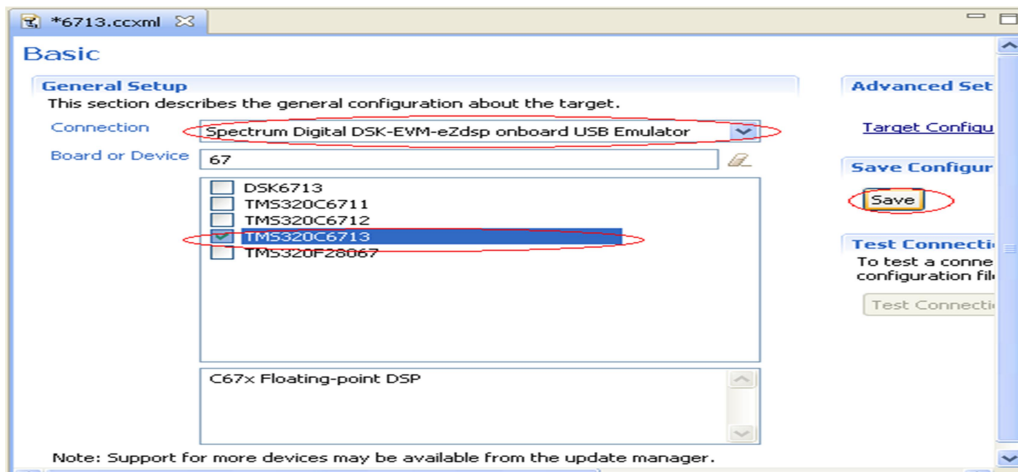 *6713.ccxml
Basic
General Setup
This section describes the general configuration about the target.
Connection
Spectrum Digital DSK-EVM-eZdsp onboard USB Emulator
Board or Device
67
DSK6713
TMS320C6711
TMS320C6712
TMS320C6713
TMS320F28067
C67x Floating-point DSP
Note: Support for more devices may be available from the update manager.
Advanced Set
Target Configu
Save Configur
Save
Test Connecti
To test a conne
configuration fil
Test Connecti